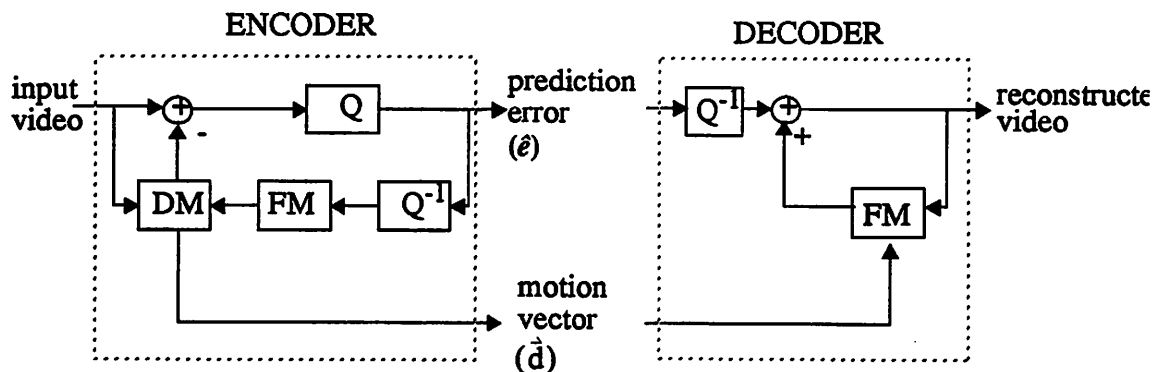 ENCODER
DECODER
input
video
+
-
Q
prediction
error
(ê)
DM
FM
Q⁻¹
motion
vector
(d⃗)
Q⁻¹
+
+
FM
reconstructe
video